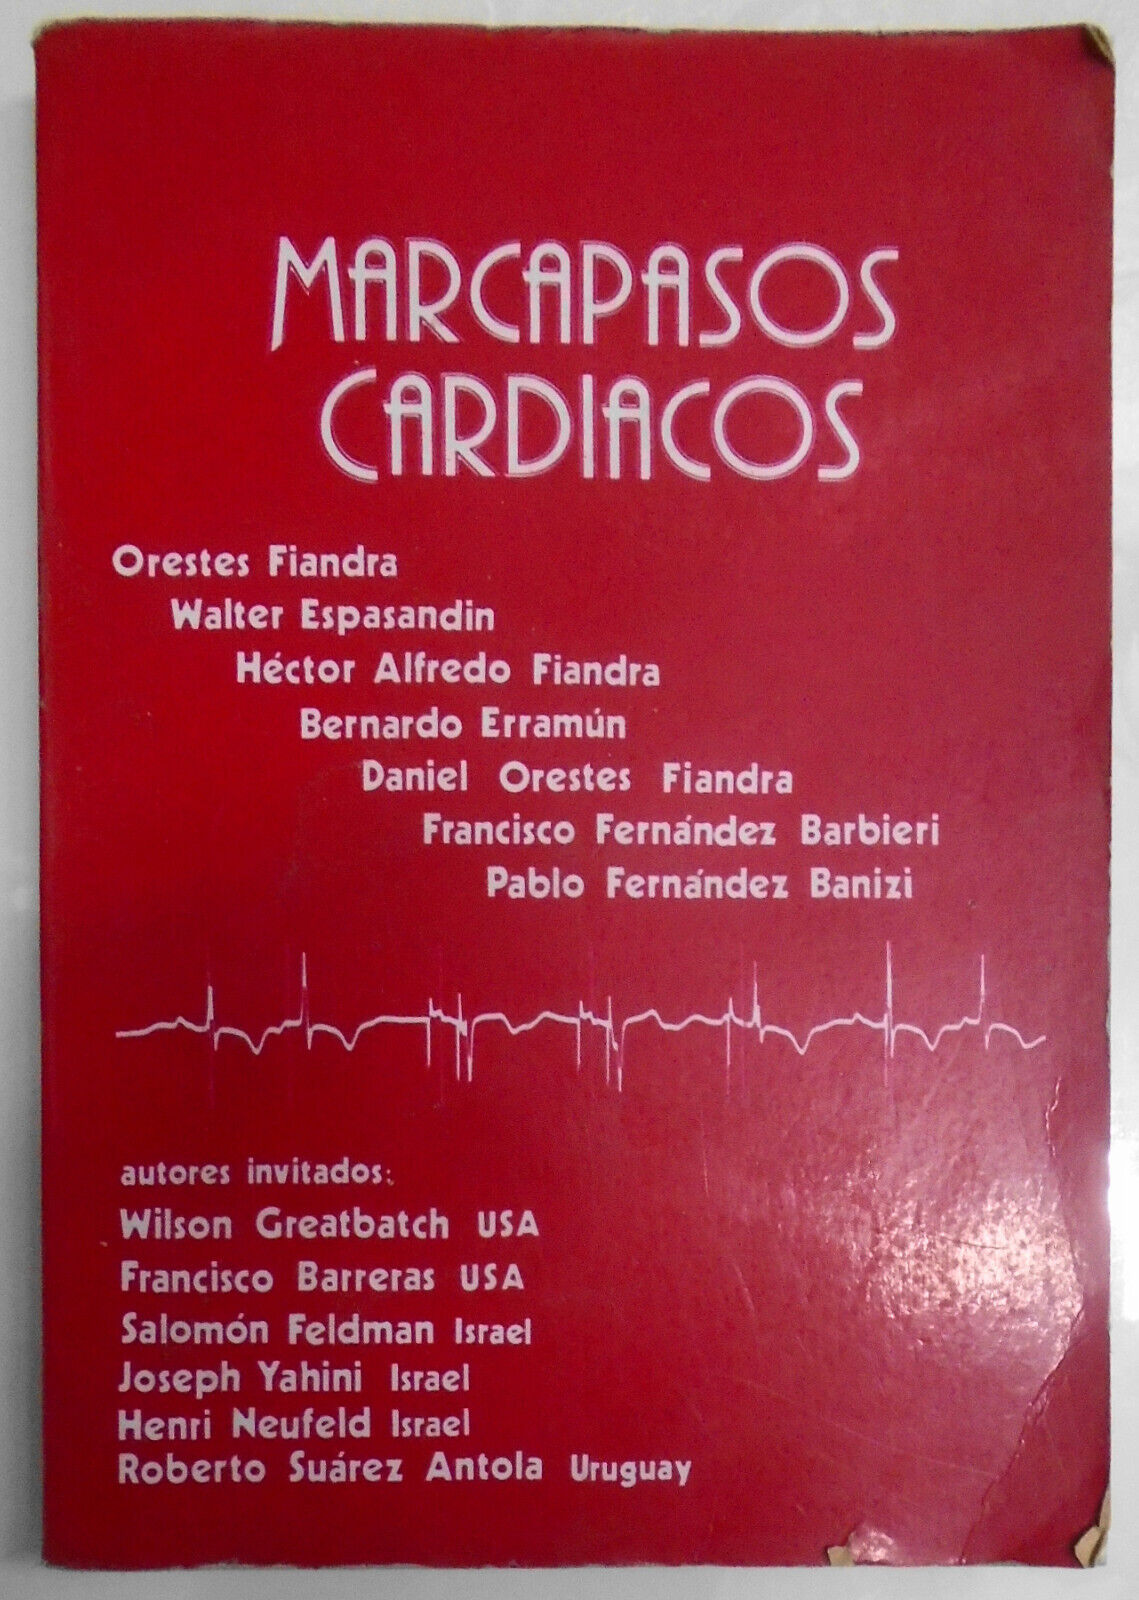 MARCAPASOS
CARDIACOS
Orestes Fiandra
Walter Espasandin
Héctor Alfredo Fiandra
Bernardo Erramún
Daniel Orestes Fiandra
Francisco Fernández Barbieri
Pablo Fernández Banizi
autores invitados:
Wilson Greatbatch USA
Francisco Barreras USA
Salomón Feldman Israel
Joseph Yahini Israel
Henri Neufeld Israel
Roberto Suárez Antola Uruguay